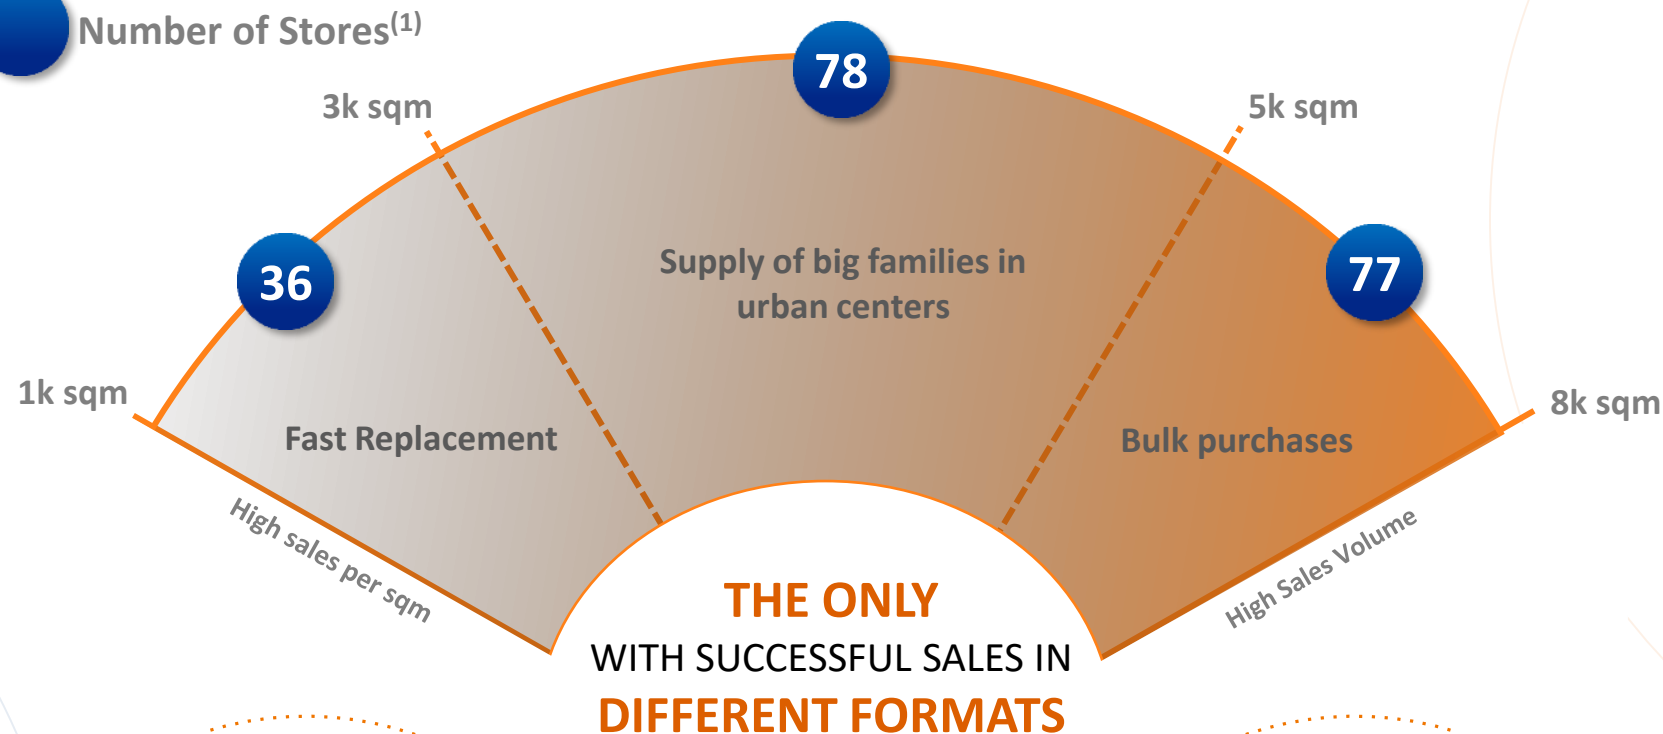 Number of Stores(1)
78
3k sqm
5k sqm
36
77
Supply of big families in
urban centers
1k sqm
8k sqm
Fast Replacement
Bulk purchases
High sales per sqm
High Sales Volume
THE ONLY
WITH SUCCESSFUL SALES IN
DIFFERENT FORMATS